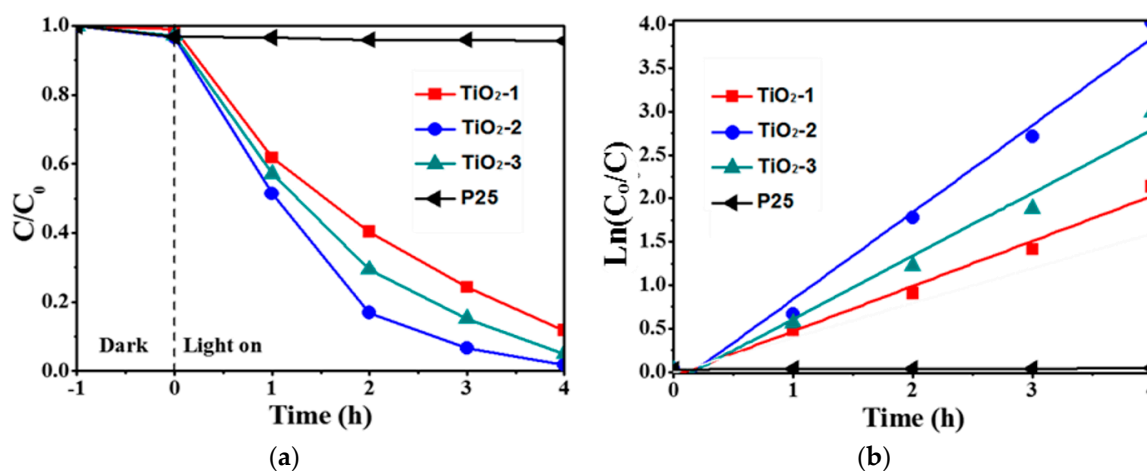 C/C₀
1.0
0.8
0.6
0.4
0.2
0.0
TiO₂-1
TiO₂-2
TiO₂-3
P25
Dark
Light on
-1 0 1 2 3 4
Time (h)
(a)
Ln(C₀/C)
4.0
3.5
3.0
2.5
2.0
1.5
1.0
0.5
0.0
TiO₂-1
TiO₂-2
TiO₂-3
P25
0 1 2 3
Time (h)
(b)